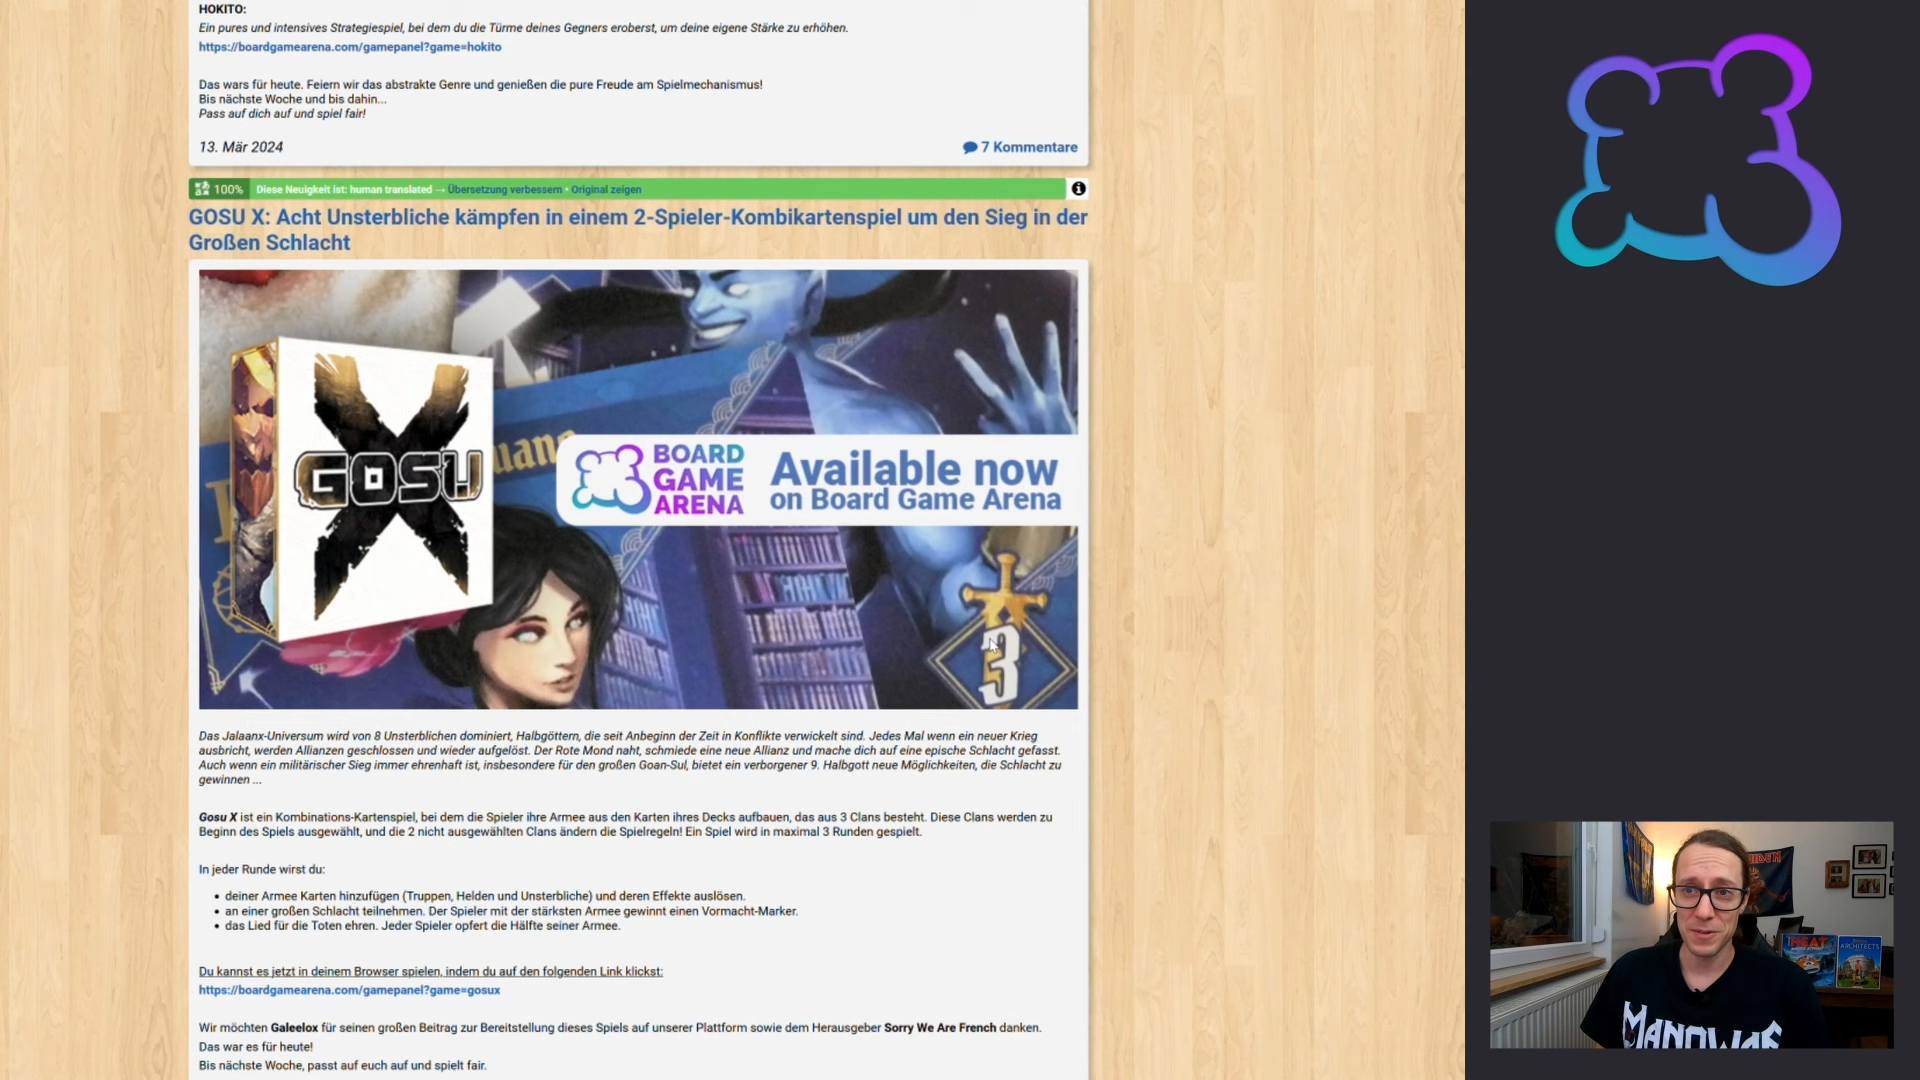 HOKITO:
Ein pures und intensives Strategiespiel, bei dem du die Türme deines Gegners eroberst, um deine eigene Stärke zu erhöhen.
https://boardgamearena.com/gamepanel?game=hokito
Das wars für heute. Feiern wir das abstrakte Genre und genießen die pure Freude am Spielmechanismus!
Bis nächste Woche und bis dahin...
Pass auf dich auf und spiel fair!
13. Mär 2024
7 Kommentare
100% Diese Neuigkeit ist: human translated → Übersetzung verbessern · Original zeigen
GOSU X: Acht Unsterbliche kämpfen in einem 2-Spieler-Kombikartenspiel um den Sieg in der
Großen Schlacht
GOSU
BOARD
GAME
ARENA
Available now
on Board Game Arena
3
Das Jalaanx-Universum wird von 8 Unsterblichen dominiert, Halbgöttern, die seit Anbeginn der Zeit in Konflikte verwickelt sind. Jedes Mal wenn ein neuer Krieg
ausbricht, werden Allianzen geschlossen und wieder aufgelöst. Der Rote Mond naht, schmiede eine neue Allianz und mache dich auf eine epische Schlacht gefasst.
Auch wenn ein militärischer Sieg immer ehrenhaft ist, insbesondere für den großen Goan-Sul, bietet ein verborgener 9. Halbgott neue Möglichkeiten, die Schlacht zu
gewinnen ...
Gosu X ist ein Kombinations-Kartenspiel, bei dem die Spieler ihre Armee aus den Karten ihres Decks aufbauen, das aus 3 Clans besteht. Diese Clans werden zu
Beginn des Spiels ausgewählt, und die 2 nicht ausgewählten Clans ändern die Spielregeln! Ein Spiel wird in maximal 3 Runden gespielt.
In jeder Runde wirst du:
• deiner Armee Karten hinzufügen (Truppen, Helden und Unsterbliche) und deren Effekte auslösen.
• an einer großen Schlacht teilnehmen. Der Spieler mit der stärksten Armee gewinnt einen Vormacht-Marker.
• das Lied für die Toten ehren. Jeder Spieler opfert die Hälfte seiner Armee.
Du kannst es jetzt in deinem Browser spielen, indem du auf den folgenden Link klickst:
https://boardgamearena.com/gamepanel?game=gosux
Wir möchten Galeelox für seinen großen Beitrag zur Bereitstellung dieses Spiels auf unserer Plattform sowie dem Herausgeber Sorry We Are French danken.
Das war es für heute!
Bis nächste Woche, passt auf euch auf und spielt fair.
HEAT
ARCHITECTS
MANOWAR